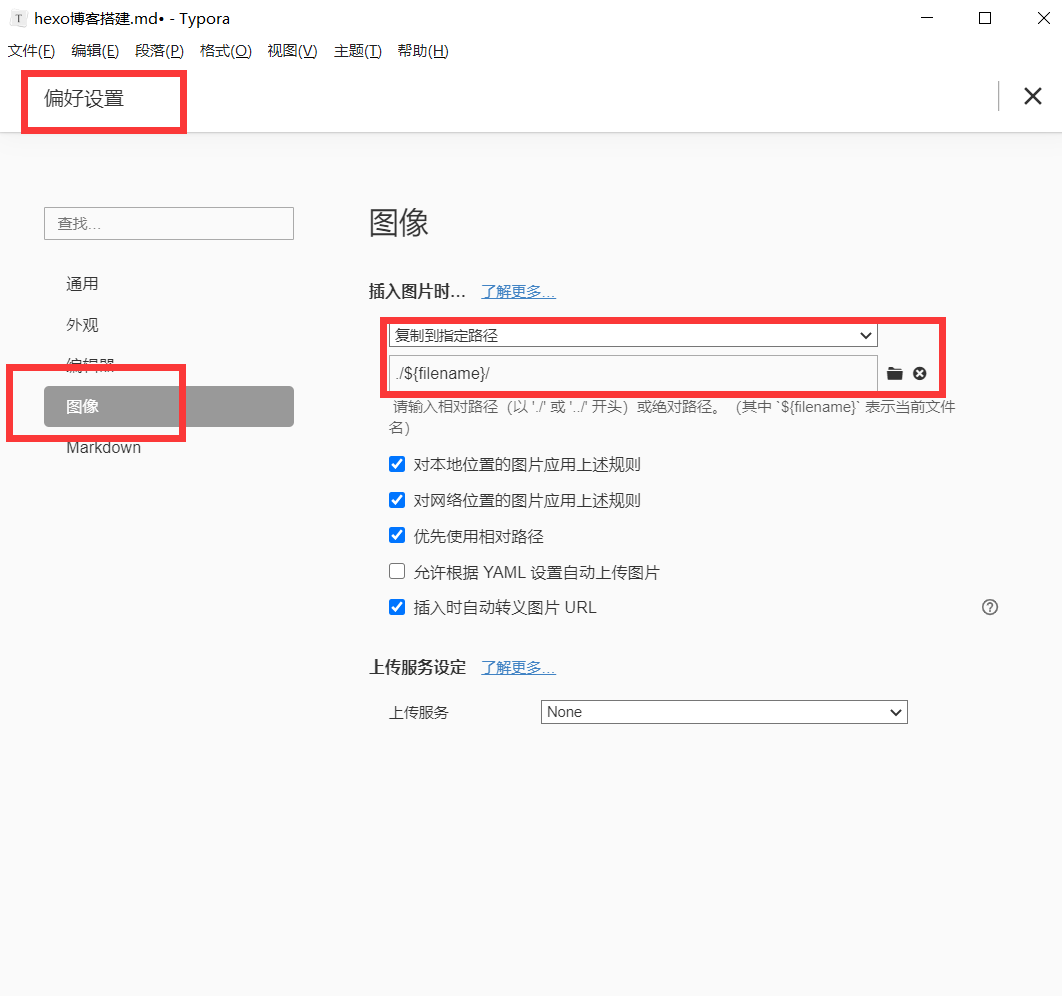 T hexo博客搭建.md• - Typora
文件(F) 编辑(E) 段落(P) 格式(O) 视图(V) 主题(T) 帮助(H)
偏好设置
查找...
通用
外观
编辑器
图像
Markdown
图像
插入图片时... 了解更多...
复制到指定路径
./${filename}/
请输入相对路径（以 './' 或 '../' 开头）或绝对路径。（其中 `${filename}` 表示当前文件
名）
对本地位置的图片应用上述规则
对网络位置的图片应用上述规则
优先使用相对路径
允许根据 YAML 设置自动上传图片
插入时自动转义图片 URL
上传服务设定 了解更多...
上传服务 None